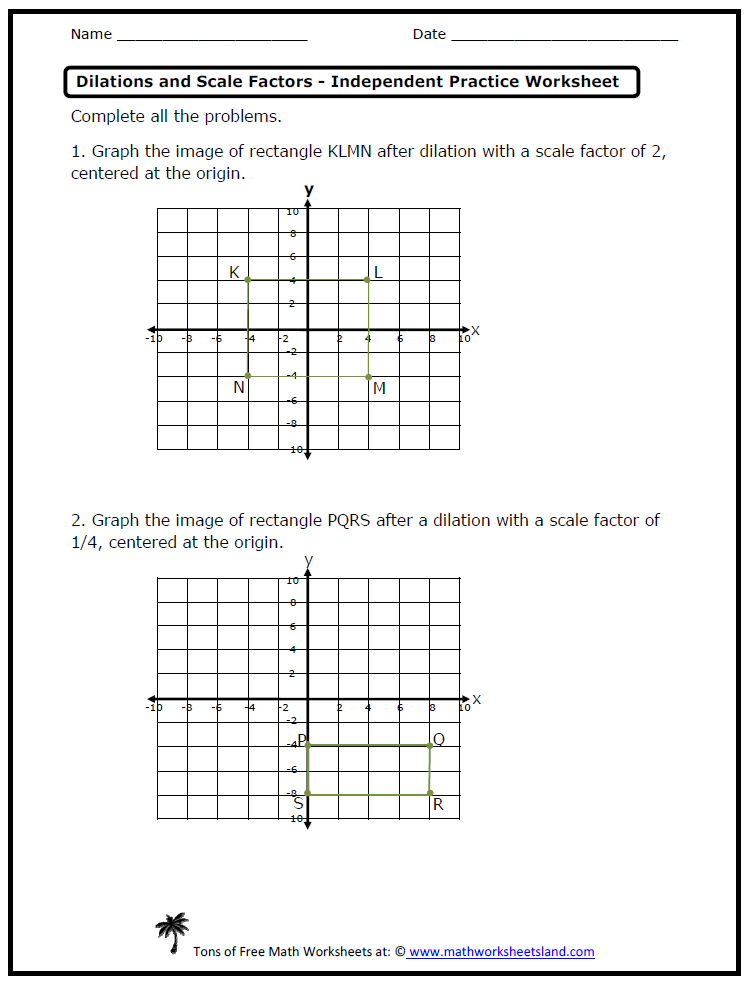 Name ______________________ Date __________________________
Dilations and Scale Factors - Independent Practice Worksheet
Complete all the problems.
1. Graph the image of rectangle KLMN after dilation with a scale factor of 2,
centered at the origin.
y
10
8
6
K 4 L
2
X
-10 -8 -6 -4 -2 2 4 6 8 10
-2
-4
N M
-6
-8
10
2. Graph the image of rectangle PQRS after a dilation with a scale factor of
1/4, centered at the origin.
y
10
8
6
4
2
X
-10 -8 -6 -4 -2 2 4 6 8 10
-2
-4 P Q
-6
-8
S R
10
Tons of Free Math Worksheets at: © www.mathworksheetsland.com